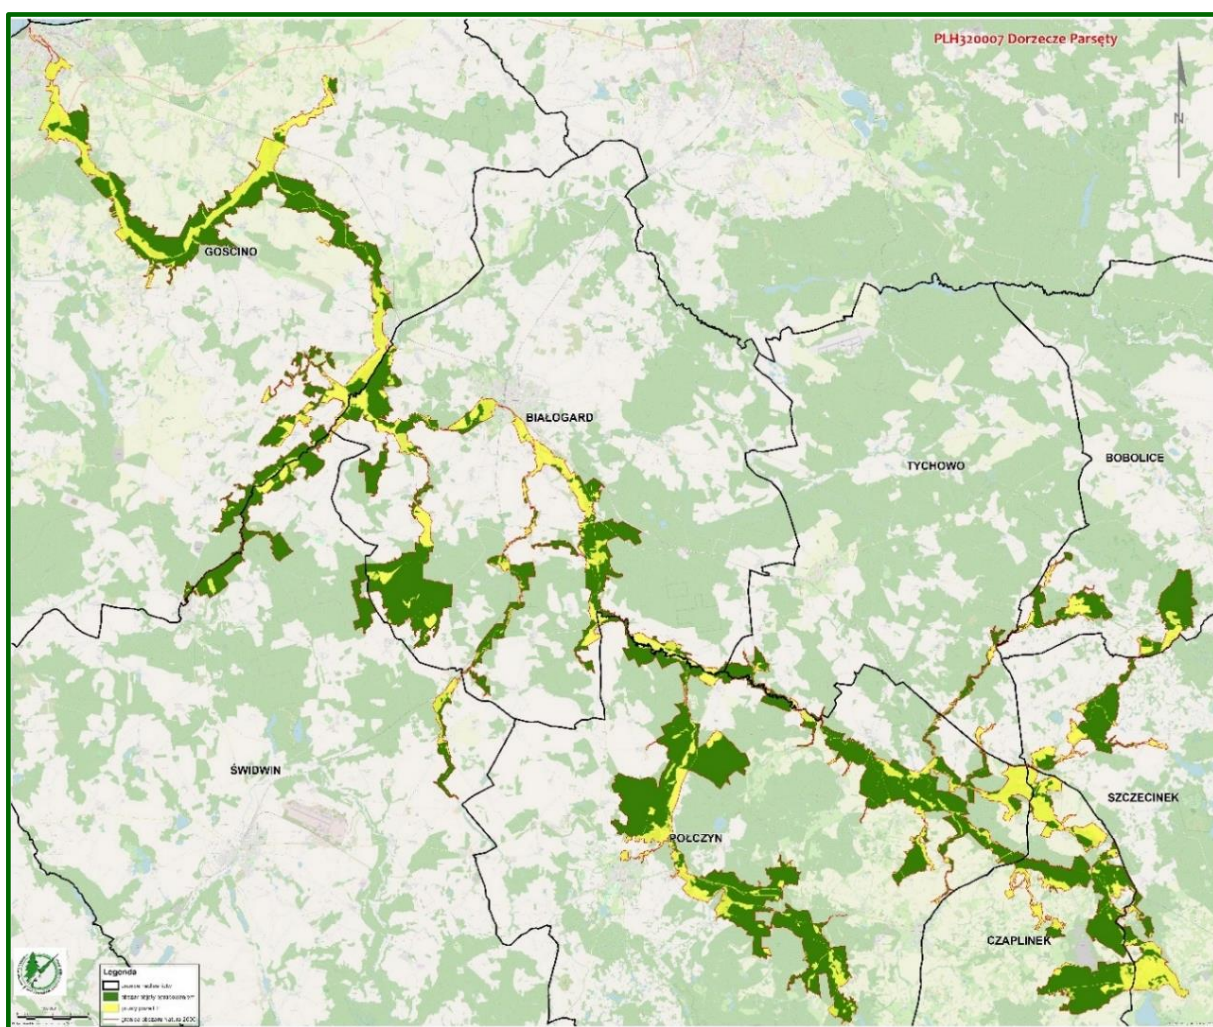 PLH320007 Dorzecze Parsęty
N
GOŚCINO
BIAŁOGARD
TYCHOWO
BOBOLICE
ŚWIDWIN
POŁCZYN
SZCZECINEK
CZAPLINEK
Legenda